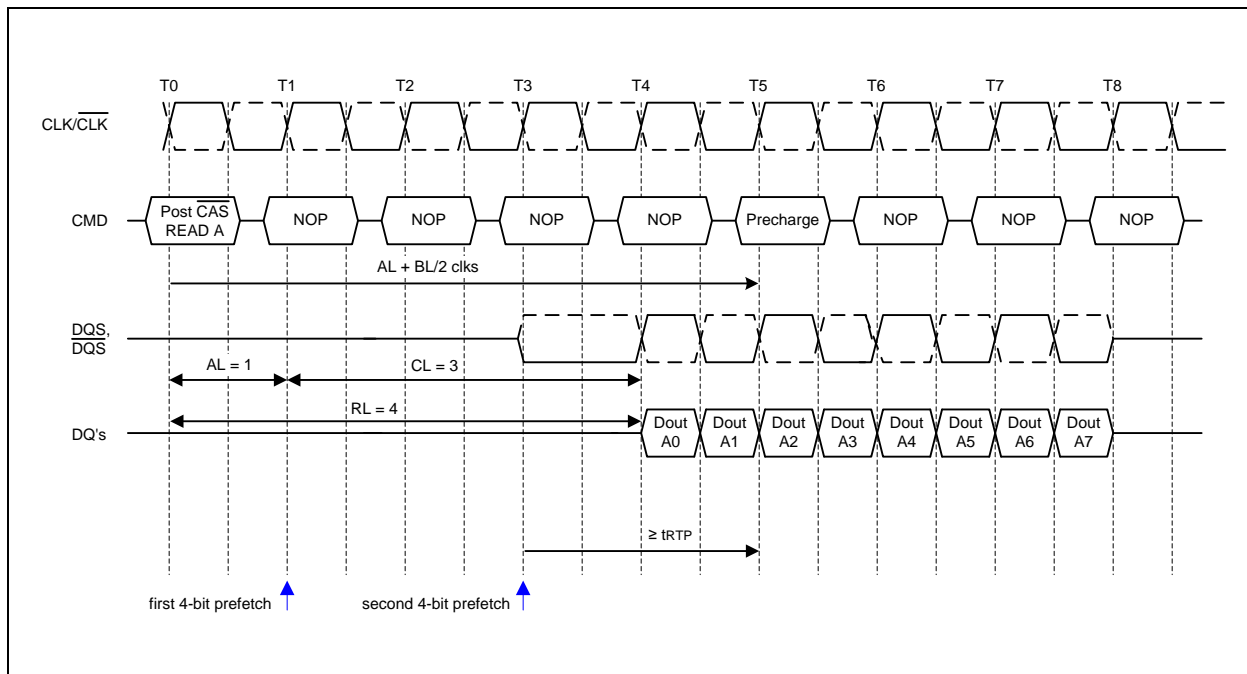 T0 T1 T2 T3 T4 T5 T6 T7 T8
CLK/CLK
CMD
Post CAS
READ A
NOP NOP NOP NOP Precharge NOP NOP NOP
AL + BL/2 clks
DQS,
DQS
AL = 1 CL = 3
RL = 4
DQ's
Dout Dout Dout Dout Dout Dout Dout Dout
A0 A1 A2 A3 A4 A5 A6 A7
≥ tRTP
first 4-bit prefetch second 4-bit prefetch